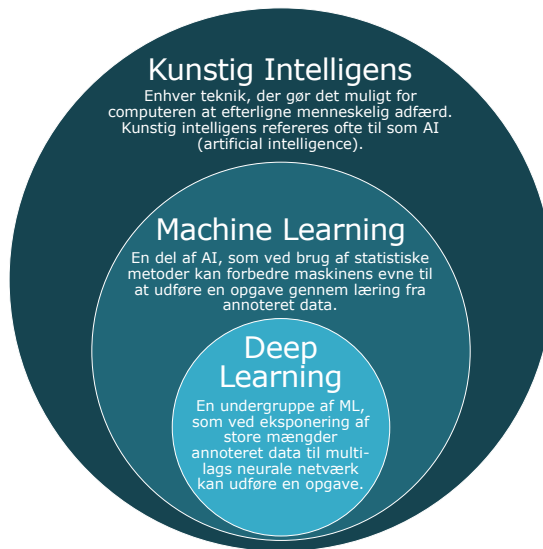 Kunstig Intelligens
Enhver teknik, der gør det muligt for
computeren at efterligne menneskelig adfærd.
Kunstig intelligens refereres ofte til som AI
(artificial intelligence).
Machine Learning
En del af AI, som ved brug af statistiske
metoder kan forbedre maskinens evne til
at udføre en opgave gennem læring fra
annoteret data.
Deep
Learning
En undergruppe af ML,
som ved eksponering af
store mængder
annoteret data til multi-
lags neurale netværk
kan udføre en opgave.